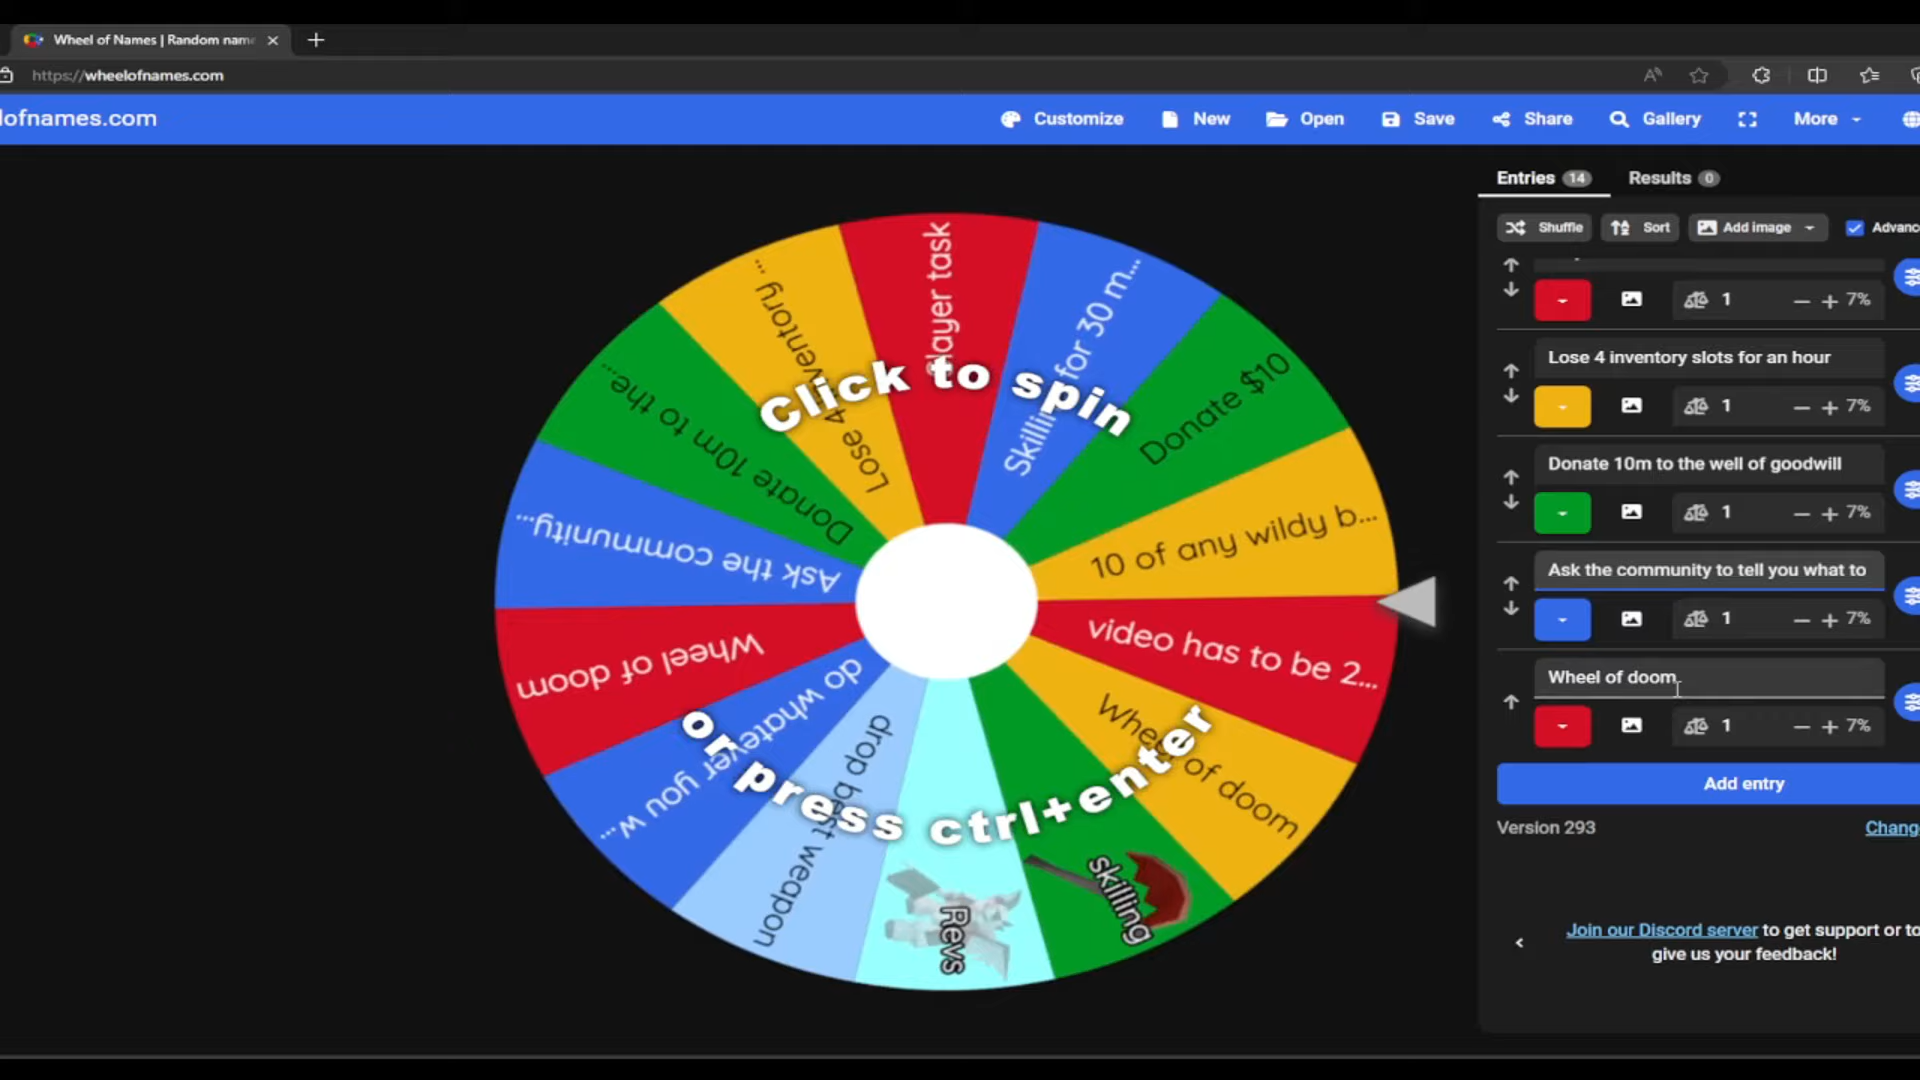 Wheel of Names | Random nam
https://wheelofnames.com
lofnames.com
Customize
New
Open
Save
Share
Gallery
More
Entries 14
Results 0
Shuffle
Sort
Add image
Advanc
1
7%
Lose 4 inventory slots for an hour
1
7%
Donate 10m to the well of goodwill
1
7%
Ask the community to tell you what to
1
7%
Wheel of doom
1
7%
Add entry
Version 293
Chang
Join our Discord server to get support or to
give us your feedback!
Click to spin
or press ctrl+enter
slayer task
Skilling for 30 m...
Donate $10
10 of any wildy b...
video has to be 2...
Wheel of doom
skilling
Revs
drop best weapon
do whatever you w...
Wheel of doom
Ask the community...
Donate 10m to the...
Lose 4 inventory...